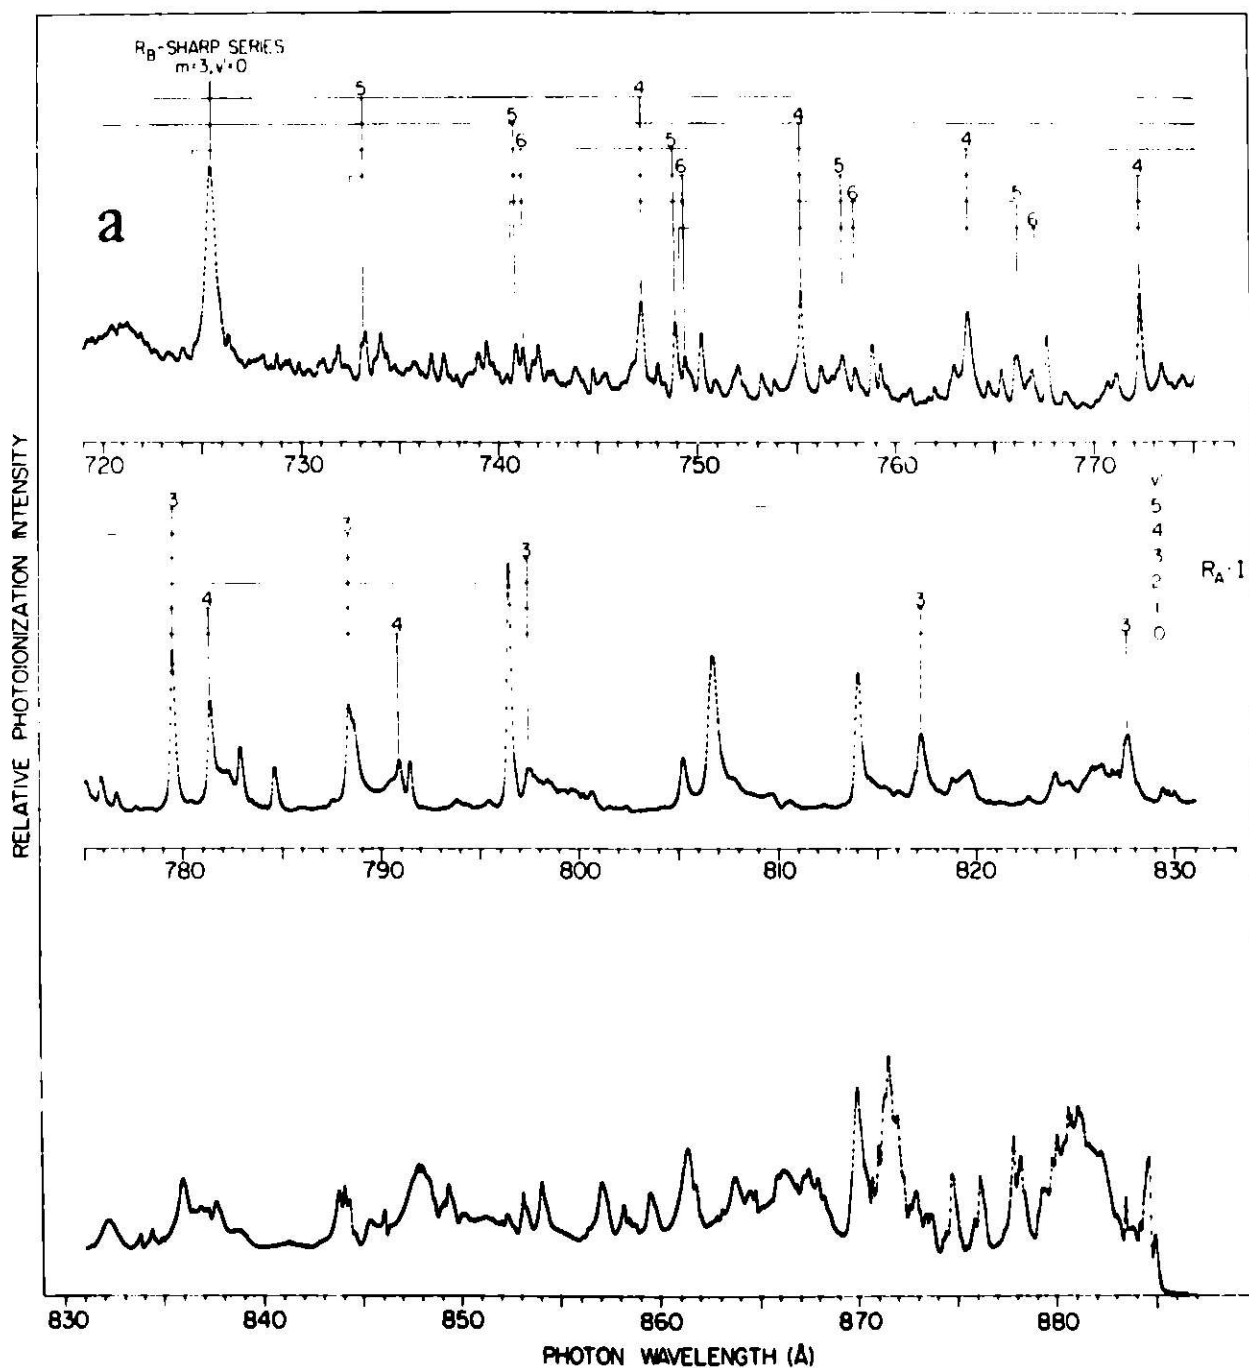 R_B-SHARP SERIES
m=3, v'=0
5
4
5
4
6
5
4
6
5
4
6
5
6
a
720 730 740 750 760 770
3
v'
5
3
4
3
3
2
R_A-I
4
3
1
4
3
0
780 790 800 810 820 830
RELATIVE PHOTOIONIZATION INTENSITY
830 840 850 860 870 880
PHOTON WAVELENGTH (Å)